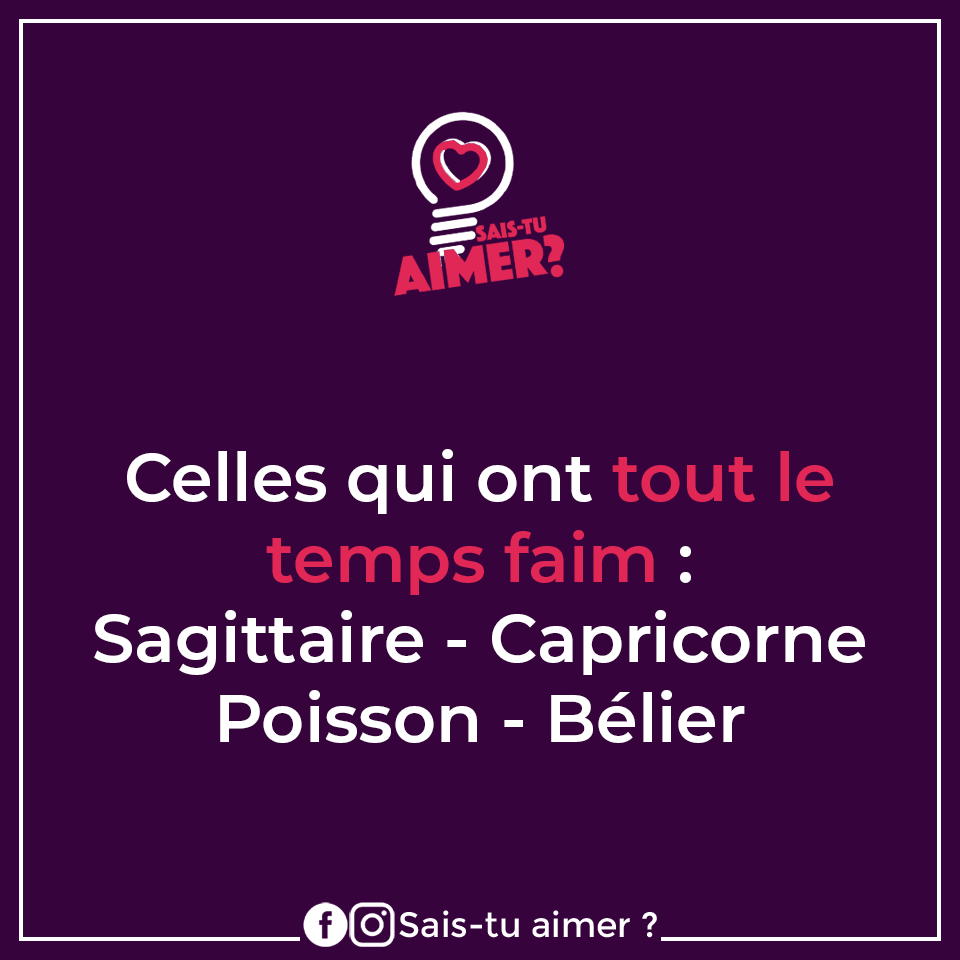 SAIS-TU
AIMER?
Celles qui ont tout le
temps faim :
Sagittaire - Capricorne
Poisson - Bélier
Sais-tu aimer ?